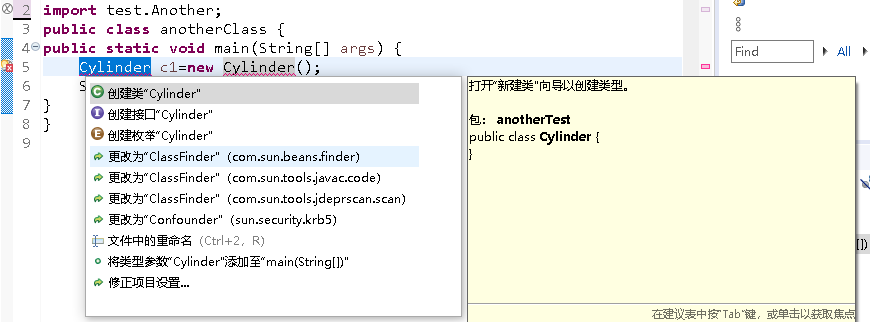 2 import test.Another;
3 public class anotherClass {
4 public static void main(String[] args) {
5 Cylinder c1=new Cylinder();
6 S
7 }
8 }
9
创建类"Cylinder"
创建接口"Cylinder"
创建枚举"Cylinder"
更改为"ClassFinder" (com.sun.beans.finder)
更改为"ClassFinder" (com.sun.tools.javac.code)
更改为"ClassFinder" (com.sun.tools.jdeprscan.scan)
更改为"Confounder" (sun.security.krb5)
文件中的重命名 (Ctrl+2, R)
将类型参数"Cylinder"添加至"main(String[])"
修正项目设置...
打开"新建类"向导以创建类型。
包： anotherTest
public class Cylinder {
}
在建议表中按"Tab"键，或单击以获取焦点
Find
All
[])